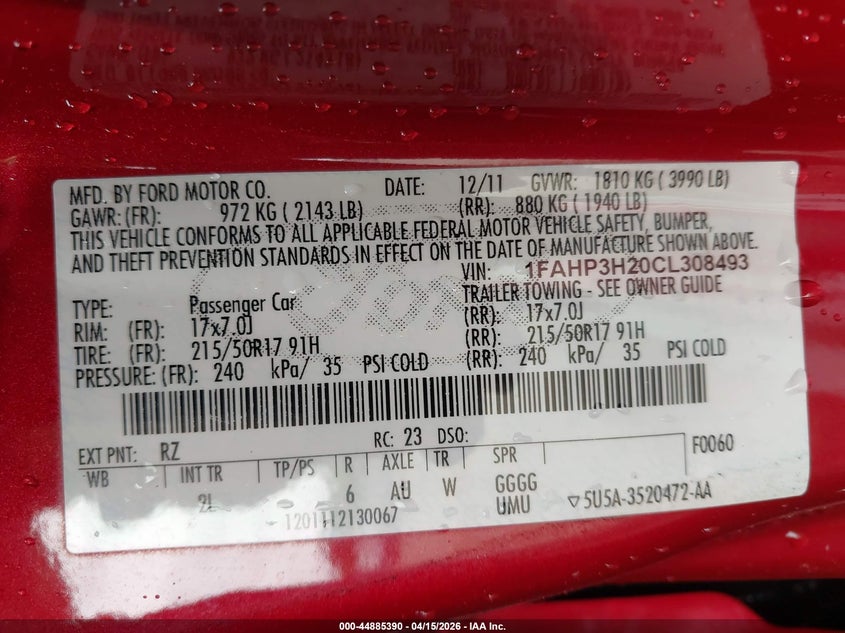 MFD. BY FORD MOTOR CO. DATE: 12/11 GVWR: 1810 KG ( 3990 LB)
GAWR: (FR): 972 KG ( 2143 LB) (RR): 880 KG ( 1940 LB)
THIS VEHICLE CONFORMS TO ALL APPLICABLE FEDERAL MOTOR VEHICLE SAFETY, BUMPER,
AND THEFT PREVENTION STANDARDS IN EFFECT ON THE DATE OF MANUFACTURE SHOWN ABOVE.
VIN: 1FAHP3H20CL308493
TYPE: Passenger Car TRAILER TOWING - SEE OWNER GUIDE
RIM: (FR): 17x7.0J (RR): 17x7.0J
TIRE: (FR): 215/50R17 91H (RR): 215/50R17 91H
PRESSURE: (FR): 240 kPa/ 35 PSI COLD (RR): 240 kPa/ 35 PSI COLD
EXT PNT: RZ RC: 23 DSO: F0060
WB INT TR TP/PS R AXLE TR SPR
2L 6 AU W GGGG
UMU ▽5U5A-3520472-AA
1201112130067
000-44885390 - 04/15/2026 - IAA Inc.